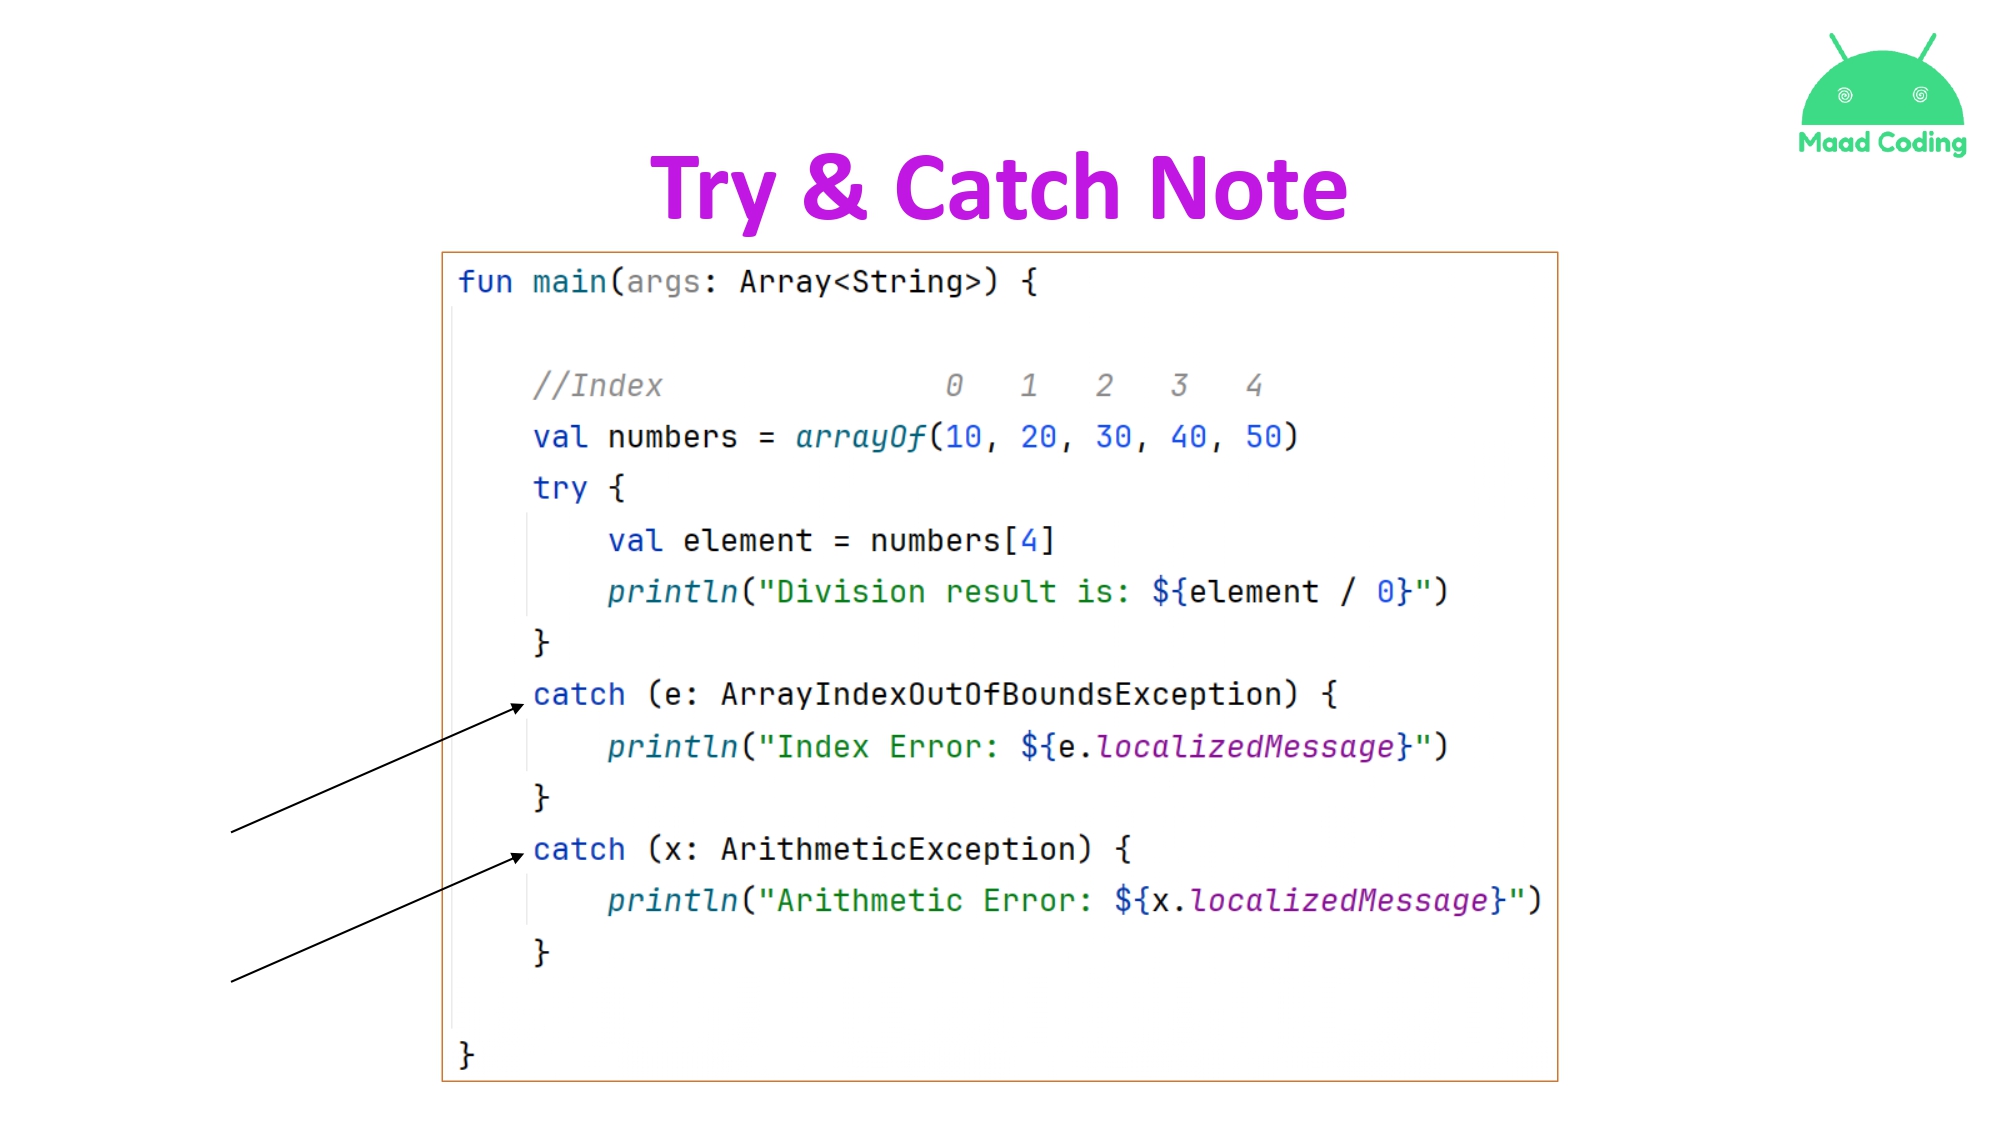 Maad Coding
Try & Catch Note
fun main(args: Array<String>) {
//Index               0   1   2   3   4
val numbers = arrayOf(10, 20, 30, 40, 50)
try {
val element = numbers[4]
println("Division result is: ${element / 0}")
}
catch (e: ArrayIndexOutOfBoundsException) {
println("Index Error: ${e.localizedMessage}")
}
catch (x: ArithmeticException) {
println("Arithmetic Error: ${x.localizedMessage}")
}
}